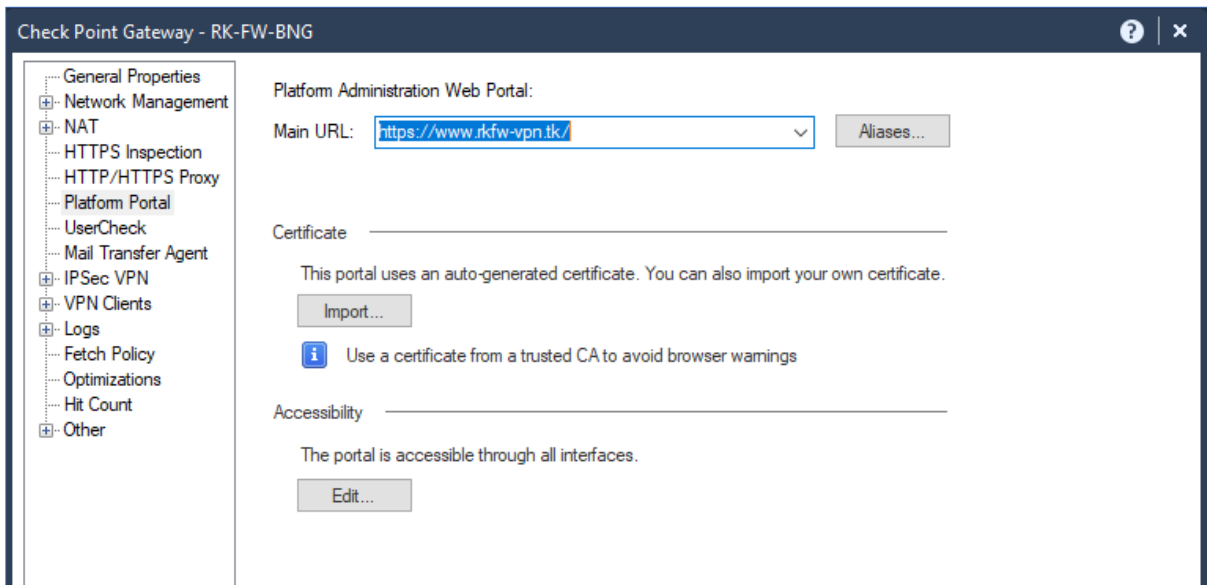 Check Point Gateway - RK-FW-BNG
General Properties
Network Management
NAT
HTTPS Inspection
HTTP/HTTPS Proxy
Platform Portal
UserCheck
Mail Transfer Agent
IPSec VPN
VPN Clients
Logs
Fetch Policy
Optimizations
Hit Count
Other
Platform Administration Web Portal:
Main URL: https://www.rkfw-vpn.tk/ Aliases...
Certificate
This portal uses an auto-generated certificate. You can also import your own certificate.
Import...
Use a certificate from a trusted CA to avoid browser warnings
Accessibility
The portal is accessible through all interfaces.
Edit...